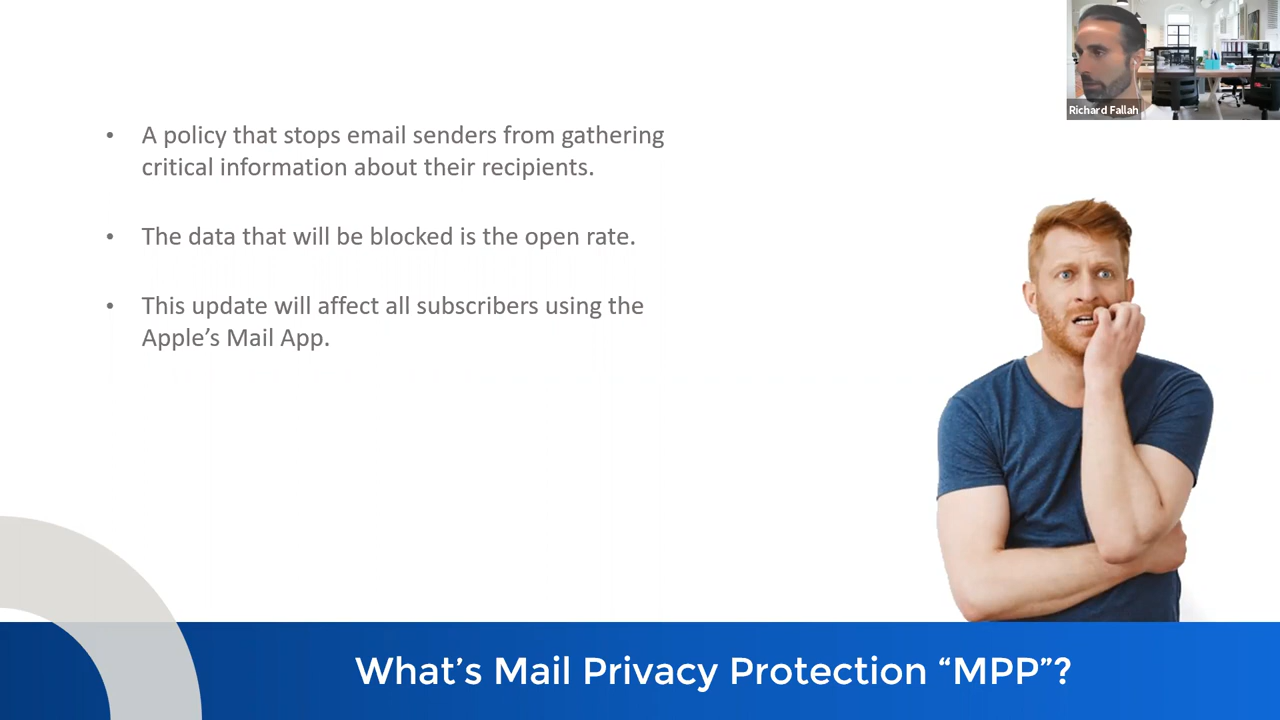 Richard Fallah
• A policy that stops email senders from gathering
critical information about their recipients.
• The data that will be blocked is the open rate.
• This update will affect all subscribers using the
Apple’s Mail App.
What’s Mail Privacy Protection “MPP”?